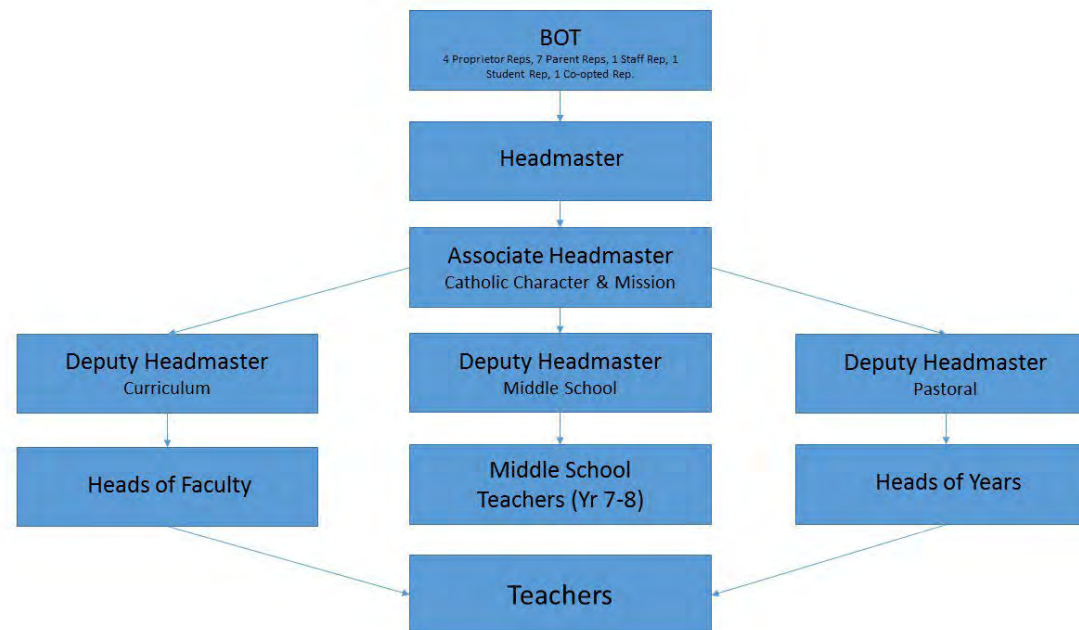 BOT
4 Proprietor Reps, 7 Parent Reps, 1 Staff Rep, 1
Student Rep, 1 Co-opted Rep.
Headmaster
Associate Headmaster
Catholic Character & Mission
Deputy Headmaster
Curriculum
Deputy Headmaster
Middle School
Deputy Headmaster
Pastoral
Heads of Faculty
Middle School
Teachers (Yr 7-8)
Heads of Years
Teachers